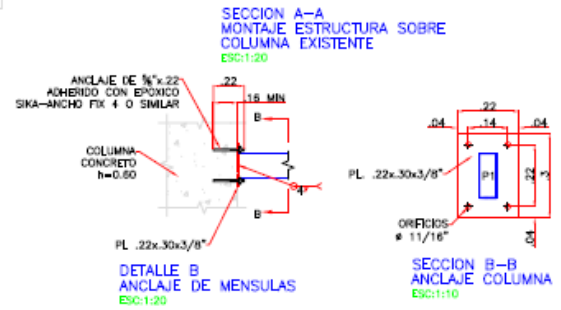 SECCION A-A
MONTAJE ESTRUCTURA SOBRE
COLUMNA EXISTENTE
ESC:1:20
ANCLAJE DE ⅝"x.22
ADHERIDO CON EPOXICO
SIKA-ANCHO FIX 4 O SIMILAR
.22
.16 MIN
B
COLUMNA
CONCRETO
h=0.60
4
B
PL .22x.30x3/8"
DETALLE B
ANCLAJE DE MENSULAS
ESC:1:20
.22
.04
.14
.04
PL. .22x.30x3/8"
P1
.22
.3
ORIFICIOS
ø 11/16"
.04
SECCION B-B
ANCLAJE COLUMNA
ESC:1:10